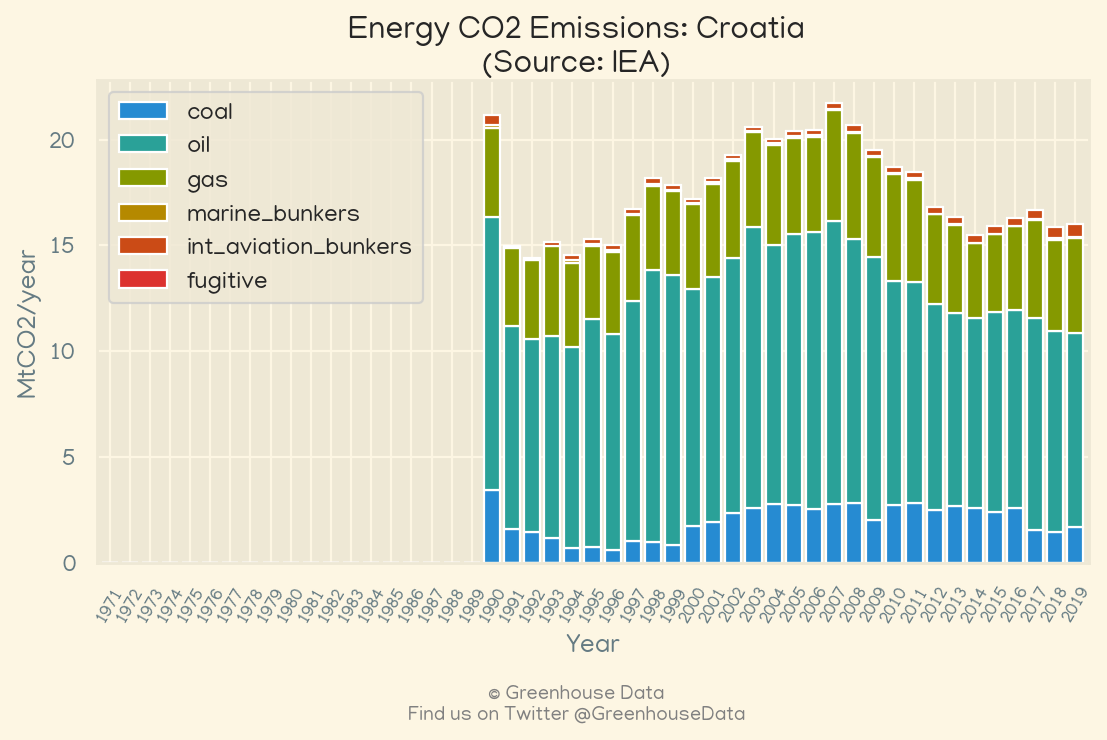 Energy CO2 Emissions: Croatia
(Source: IEA)
coal
oil
gas
marine_bunkers
int_aviation_bunkers
fugitive
MtCO2/year
20
15
10
5
0
1971 1972 1973 1974 1975 1976 1977 1978 1979 1980 1981 1982 1983 1984 1985 1986 1987 1988 1989 1990 1991 1992 1993 1994 1995 1996 1997 1998 1999 2000 2001 2002 2003 2004 2005 2006 2007 2008 2009 2010 2011 2012 2013 2014 2015 2016 2017 2018 2019
Year
© Greenhouse Data
Find us on Twitter @GreenhouseData